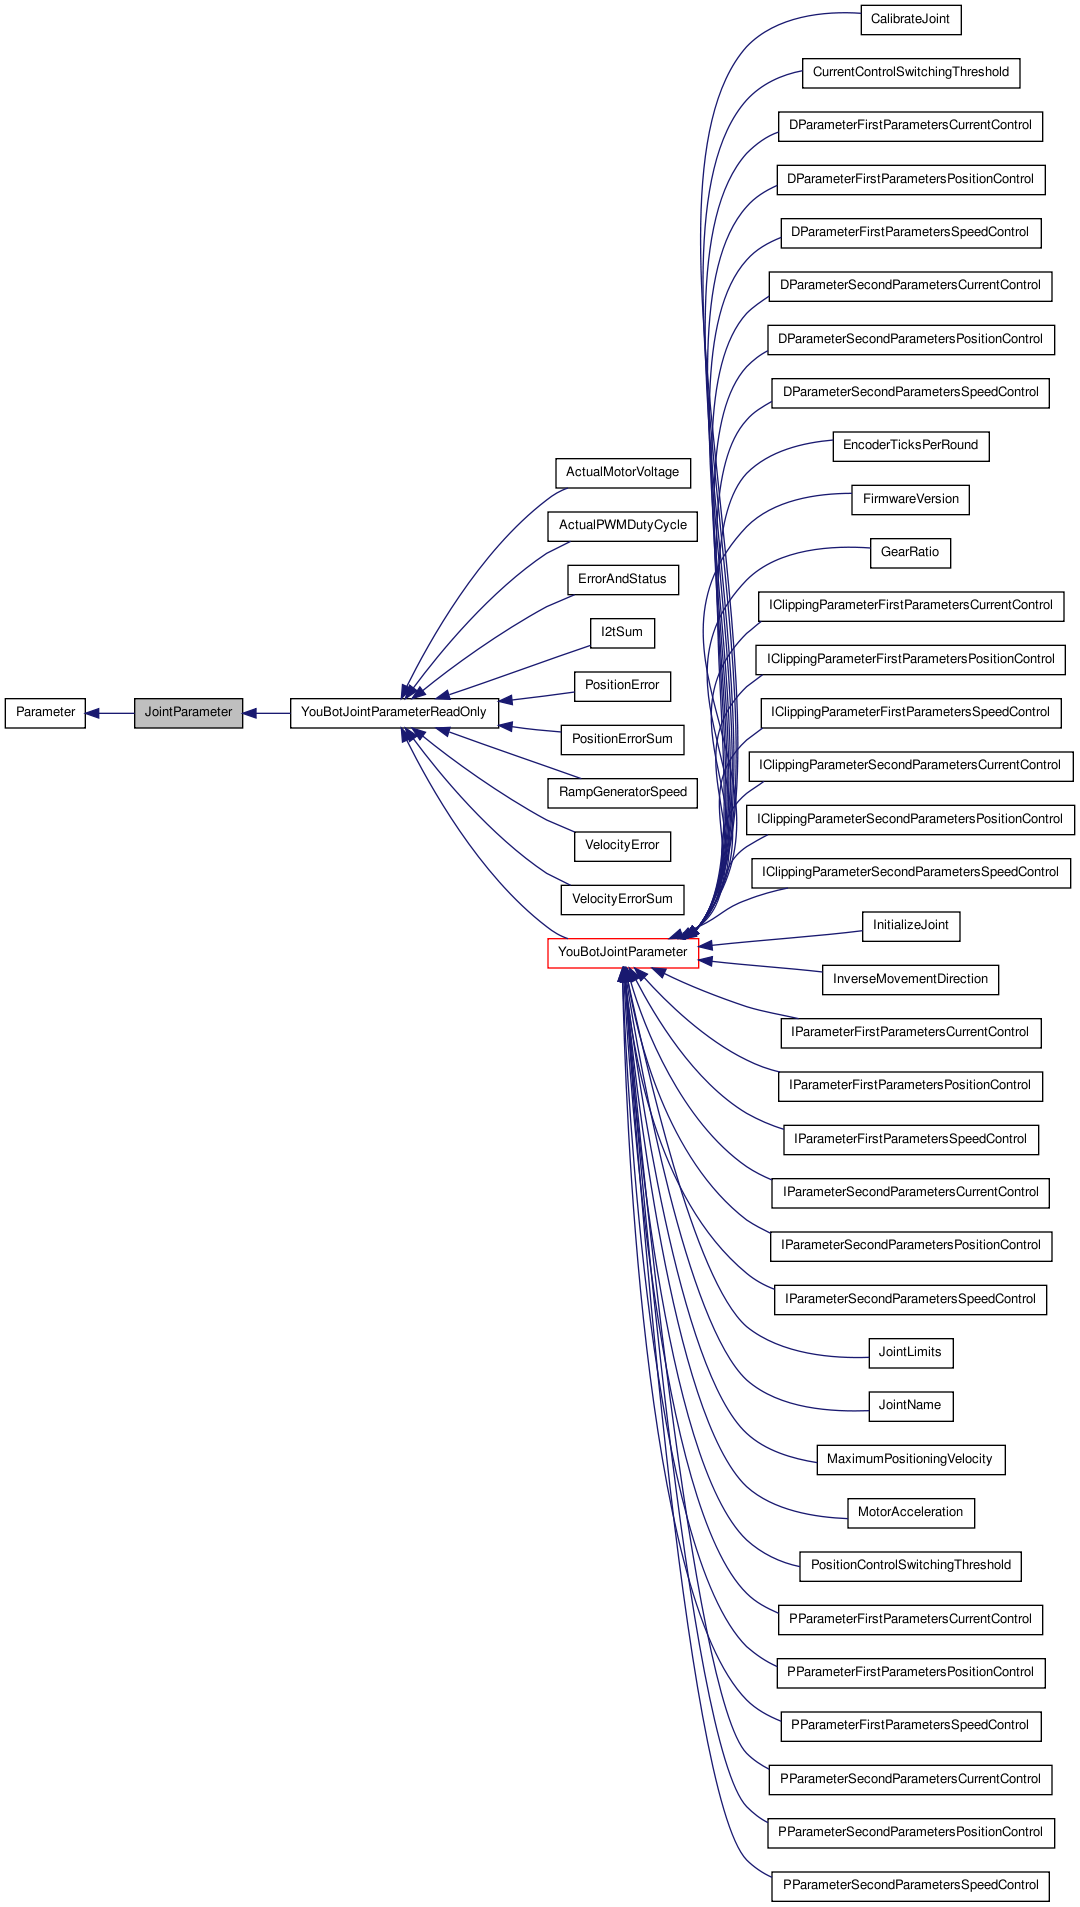 Parameter
JointParameter
YouBotJointParameterReadOnly
ActualMotorVoltage
ActualPWMDutyCycle
ErrorAndStatus
I2tSum
PositionError
PositionErrorSum
RampGeneratorSpeed
VelocityError
VelocityErrorSum
YouBotJointParameter
CalibrateJoint
CurrentControlSwitchingThreshold
DParameterFirstParametersCurrentControl
DParameterFirstParametersPositionControl
DParameterFirstParametersSpeedControl
DParameterSecondParametersCurrentControl
DParameterSecondParametersPositionControl
DParameterSecondParametersSpeedControl
EncoderTicksPerRound
FirmwareVersion
GearRatio
IClippingParameterFirstParametersCurrentControl
IClippingParameterFirstParametersPositionControl
IClippingParameterFirstParametersSpeedControl
IClippingParameterSecondParametersCurrentControl
IClippingParameterSecondParametersPositionControl
IClippingParameterSecondParametersSpeedControl
InitializeJoint
InverseMovementDirection
IParameterFirstParametersCurrentControl
IParameterFirstParametersPositionControl
IParameterFirstParametersSpeedControl
IParameterSecondParametersCurrentControl
IParameterSecondParametersPositionControl
IParameterSecondParametersSpeedControl
JointLimits
JointName
MaximumPositioningVelocity
MotorAcceleration
PositionControlSwitchingThreshold
PParameterFirstParametersCurrentControl
PParameterFirstParametersPositionControl
PParameterFirstParametersSpeedControl
PParameterSecondParametersCurrentControl
PParameterSecondParametersPositionControl
PParameterSecondParametersSpeedControl